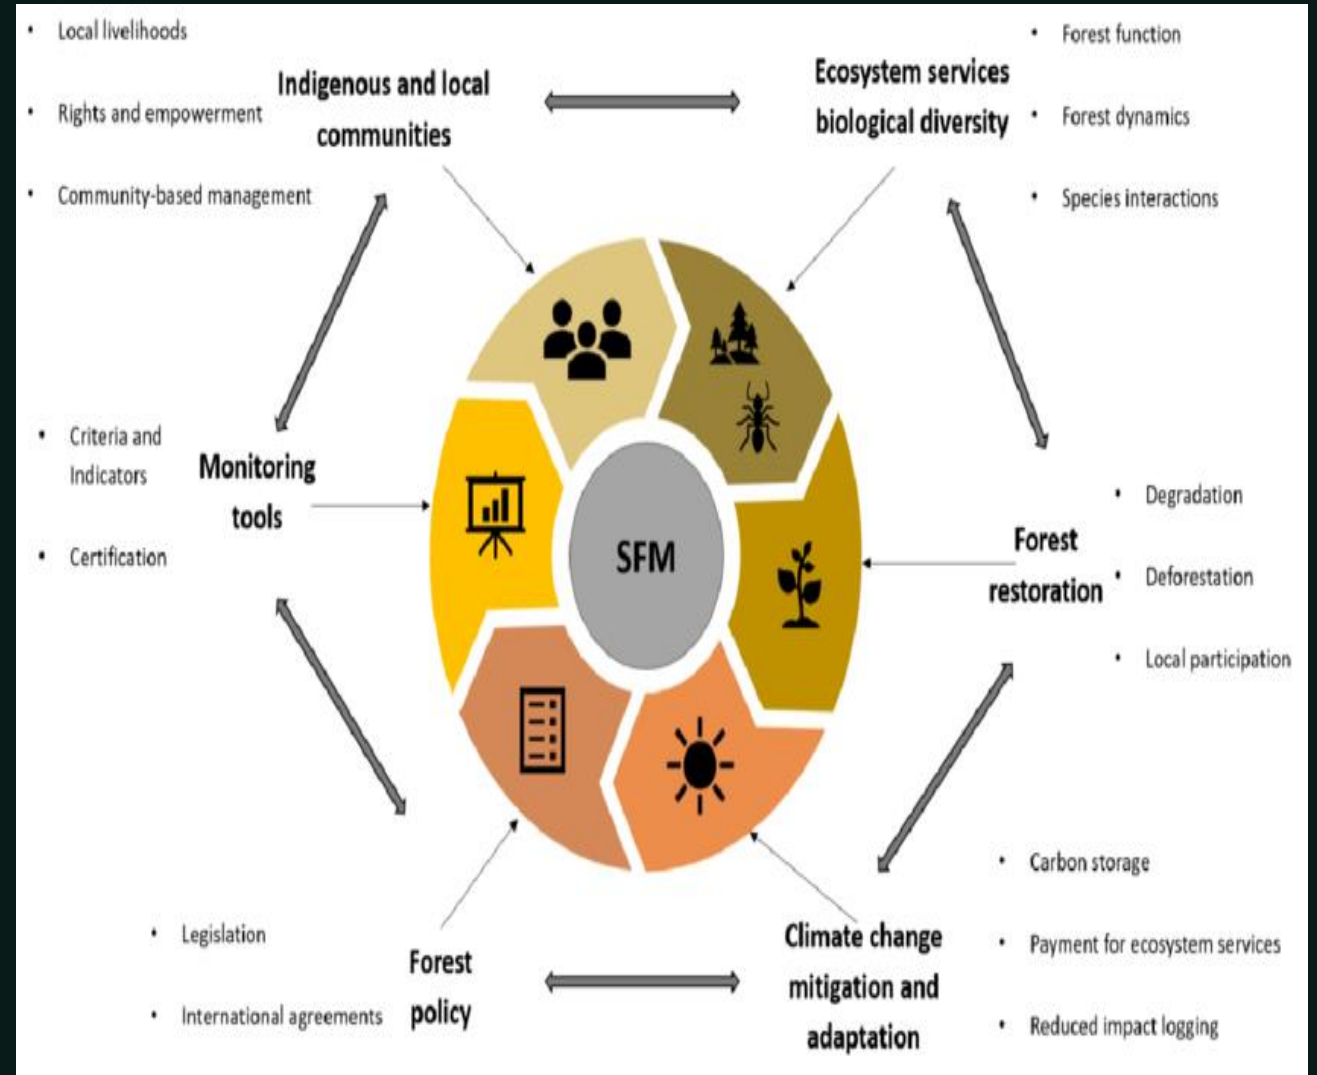 Local livelihoods
Rights and empowerment
Community-based management
Indigenous and local
communities
Ecosystem services
biological diversity
Forest function
Forest dynamics
Species interactions
Criteria and
Indicators
Certification
Monitoring
tools
SFM
Forest
restoration
Degradation
Deforestation
Local participation
Legislation
International agreements
Forest
policy
Climate change
mitigation and
adaptation
Carbon storage
Payment for ecosystem services
Reduced impact logging